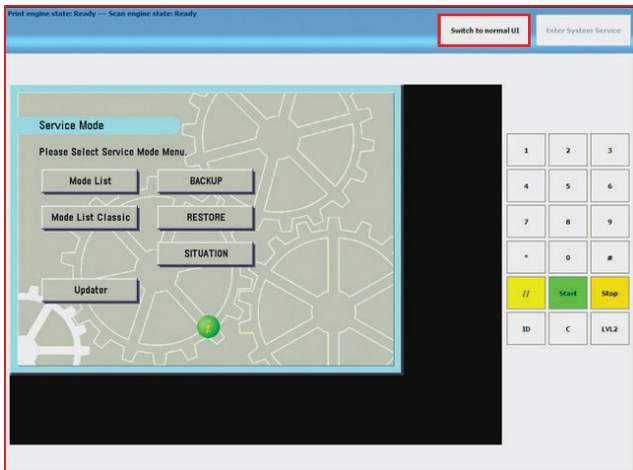 Print engine state: Ready --- Scan engine state: Ready
Switch to normal UI
Enter System Service
Service Mode
Please Select Service Mode Menu.
Mode List
BACKUP
Mode List Classic
RESTORE
SITUATION
Updater
1 2 3
4 5 6
7 8 9
* 0 #
// Start Stop
ID C LVL2